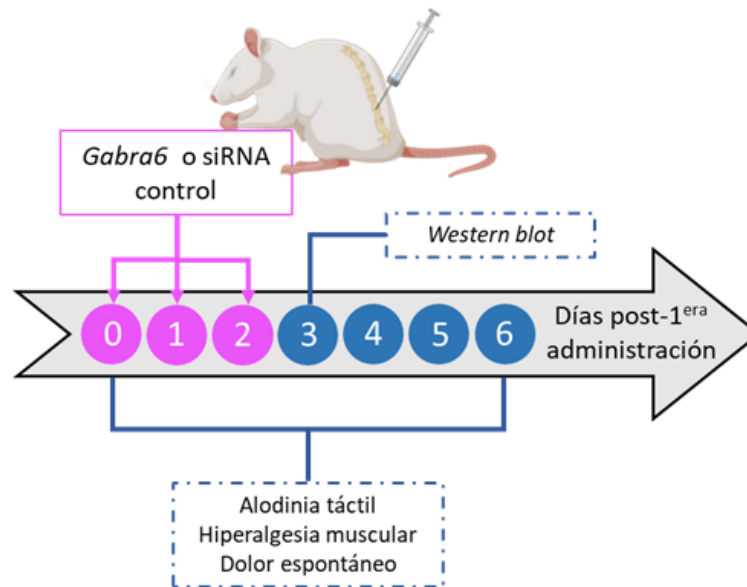 Gabra6 o siRNA
control
Western blot
0 1 2 3 4 5 6
Días post-1era
administración
Alodinia táctil
Hiperalgesia muscular
Dolor espontáneo